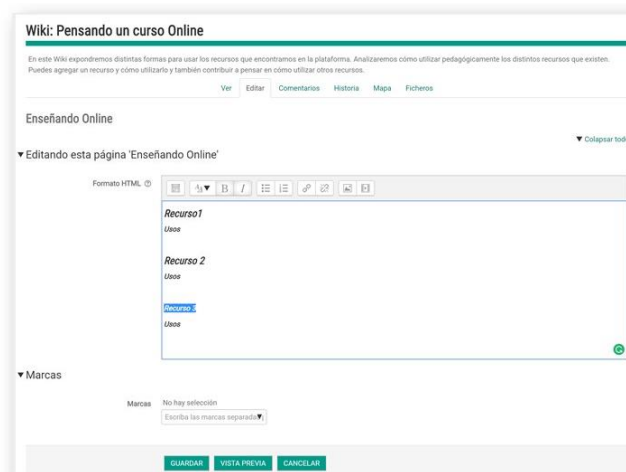 Wiki: Pensando un curso Online
En este Wiki expondremos distintas formas para usar los recursos que encontramos en la plataforma. Analizaremos cómo utilizar pedagógicamente los distintos recursos que existen.
Puedes agregar un recurso y cómo utilizarlo y también contribuir a pensar en cómo utilizar otros recursos.
Ver Editar Comentarios Historia Mapa Ficheros
Enseñando Online
Colapsar todo
Editando esta página 'Enseñando Online'
Formato HTML
B I
Recurso1
Usos
Recurso 2
Usos
Recurso 3
Usos
Marcas
Marcas No hay selección
Escriba las marcas separada
GUARDAR VISTA PREVIA CANCELAR